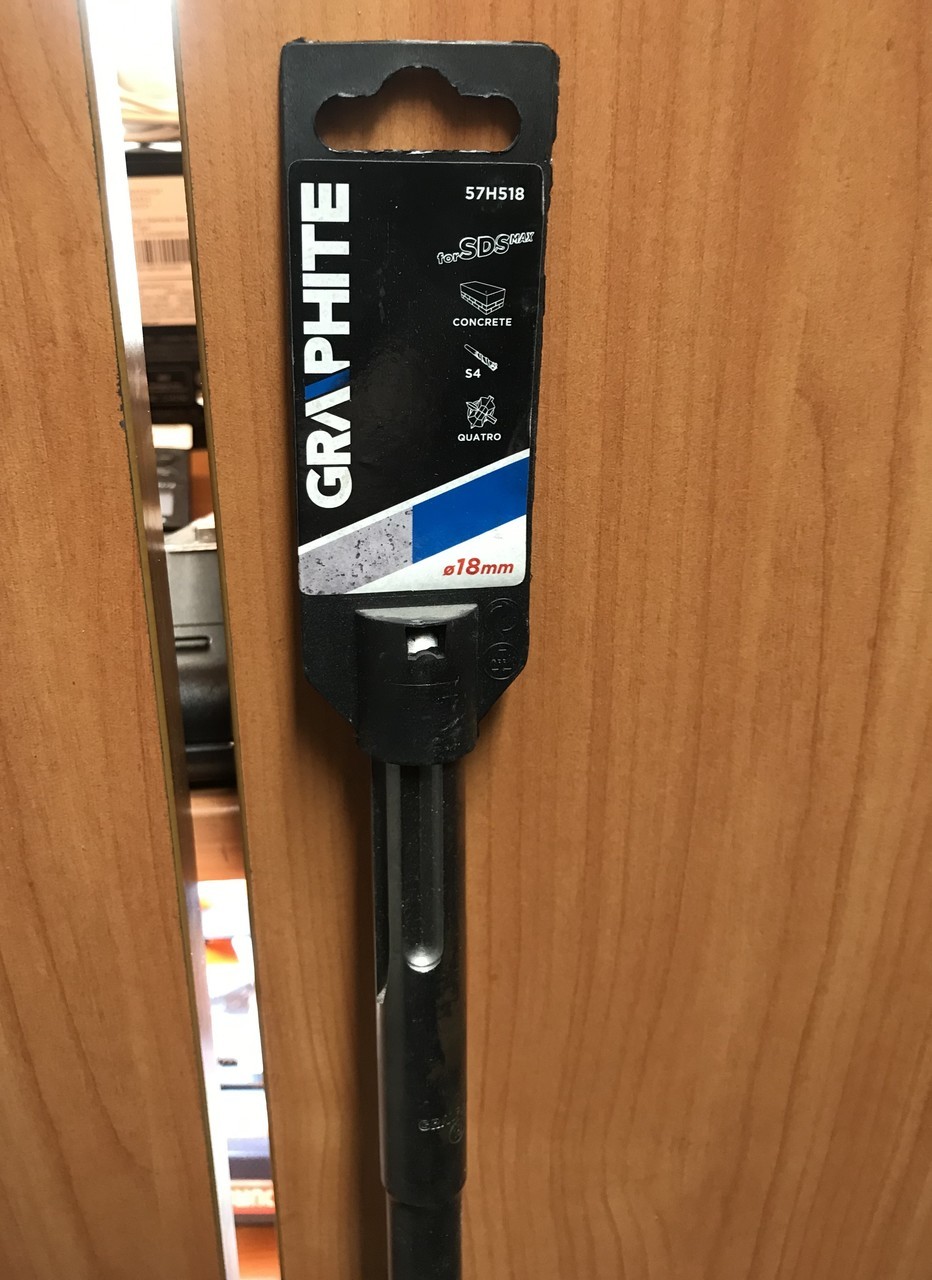 GRAPHITE
57H518
for SDS MAX
CONCRETE
S4
QUATRO
ø18mm